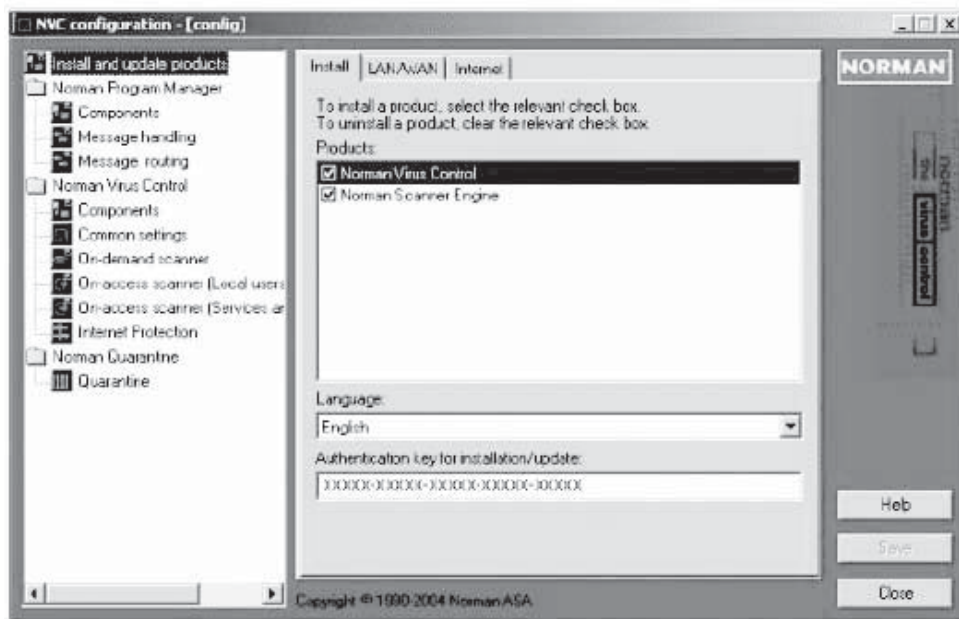 NVC configuration - [config]
Install and update products
Norman Program Manager
Components
Message handling
Message routing
Norman Virus Control
Components
Common settings
On-demand scanner
On-access scanner (Local users
On-access scanner (Services an
Internet Protection
Norman Quarantine
Quarantine
Install
LAN/WAN
Internet
To install a product, select the relevant check box.
To uninstall a product, clear the relevant check box.
Products:
Norman Virus Control
Norman Scanner Engine
Language:
English
Authentication key for installation/update:
XXXXX-XXXXX-XXXXX-XXXXX-XXXXX
Copyright © 1990-2004 Norman ASA
NORMAN
norman
virus control
Help
Save
Close